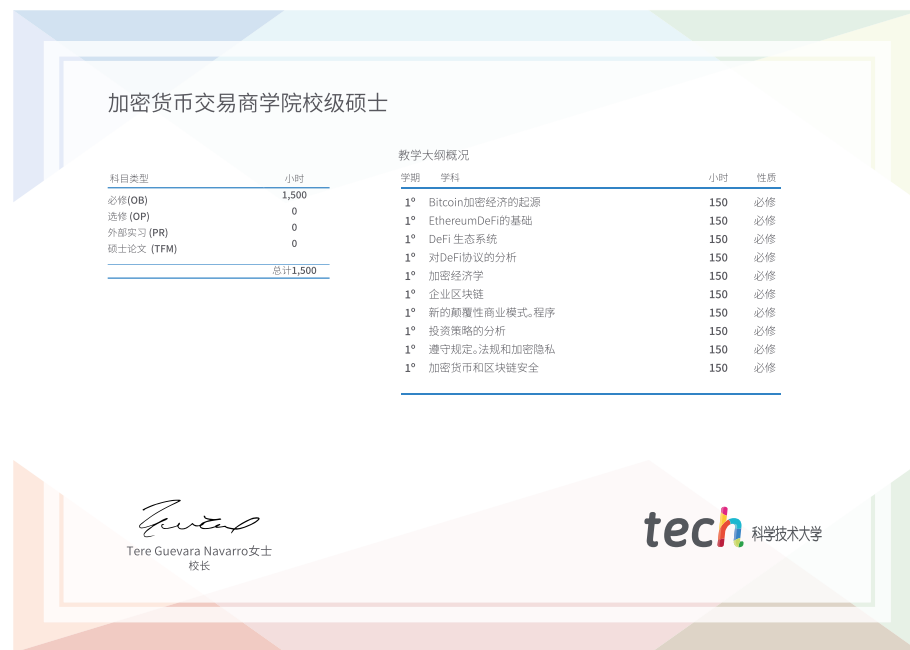 加密货币交易商学院校级硕士
科目类型 小时
必修(OB) 1,500
选修 (OP) 0
外部实习 (PR) 0
硕士论文 (TFM) 0
总计1,500
教学大纲概况
学期 学科 小时 性质
1º Bitcoin加密经济的起源 150 必修
1º EthereumDeFi的基础 150 必修
1º DeFi 生态系统 150 必修
1º 对DeFi协议的分析 150 必修
1º 加密经济学 150 必修
1º 企业区块链 150 必修
1º 新的颠覆性商业模式。程序 150 必修
1º 投资策略的分析 150 必修
1º 遵守规定。法规和加密隐私 150 必修
1º 加密货币和区块链安全 150 必修
Tere Guevara Navarro女士
校长
tech 科学技术大学